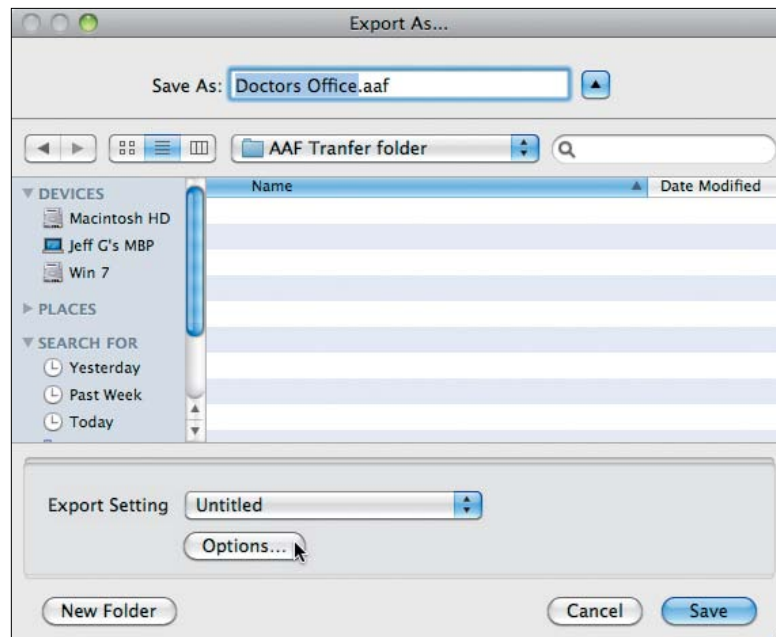 Export As...
Save As: Doctors Office.aaf
AAF Tranfer folder
Name Date Modified
DEVICES
Macintosh HD
Jeff G's MBP
Win 7
PLACES
SEARCH FOR
Yesterday
Past Week
Today
Export Setting Untitled
Options...
New Folder Cancel Save